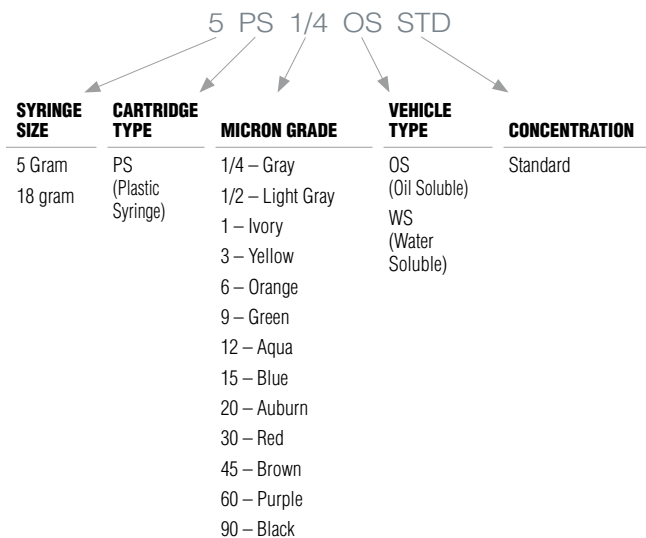 5 PS 1/4 OS STD
SYRINGE
SIZE
5 Gram
18 gram
CARTRIDGE
TYPE
PS
(Plastic
Syringe)
MICRON GRADE
1/4 – Gray
1/2 – Light Gray
1 – Ivory
3 – Yellow
6 – Orange
9 – Green
12 – Aqua
15 – Blue
20 – Auburn
30 – Red
45 – Brown
60 – Purple
90 – Black
VEHICLE
TYPE
OS
(Oil Soluble)
WS
(Water
Soluble)
CONCENTRATION
Standard